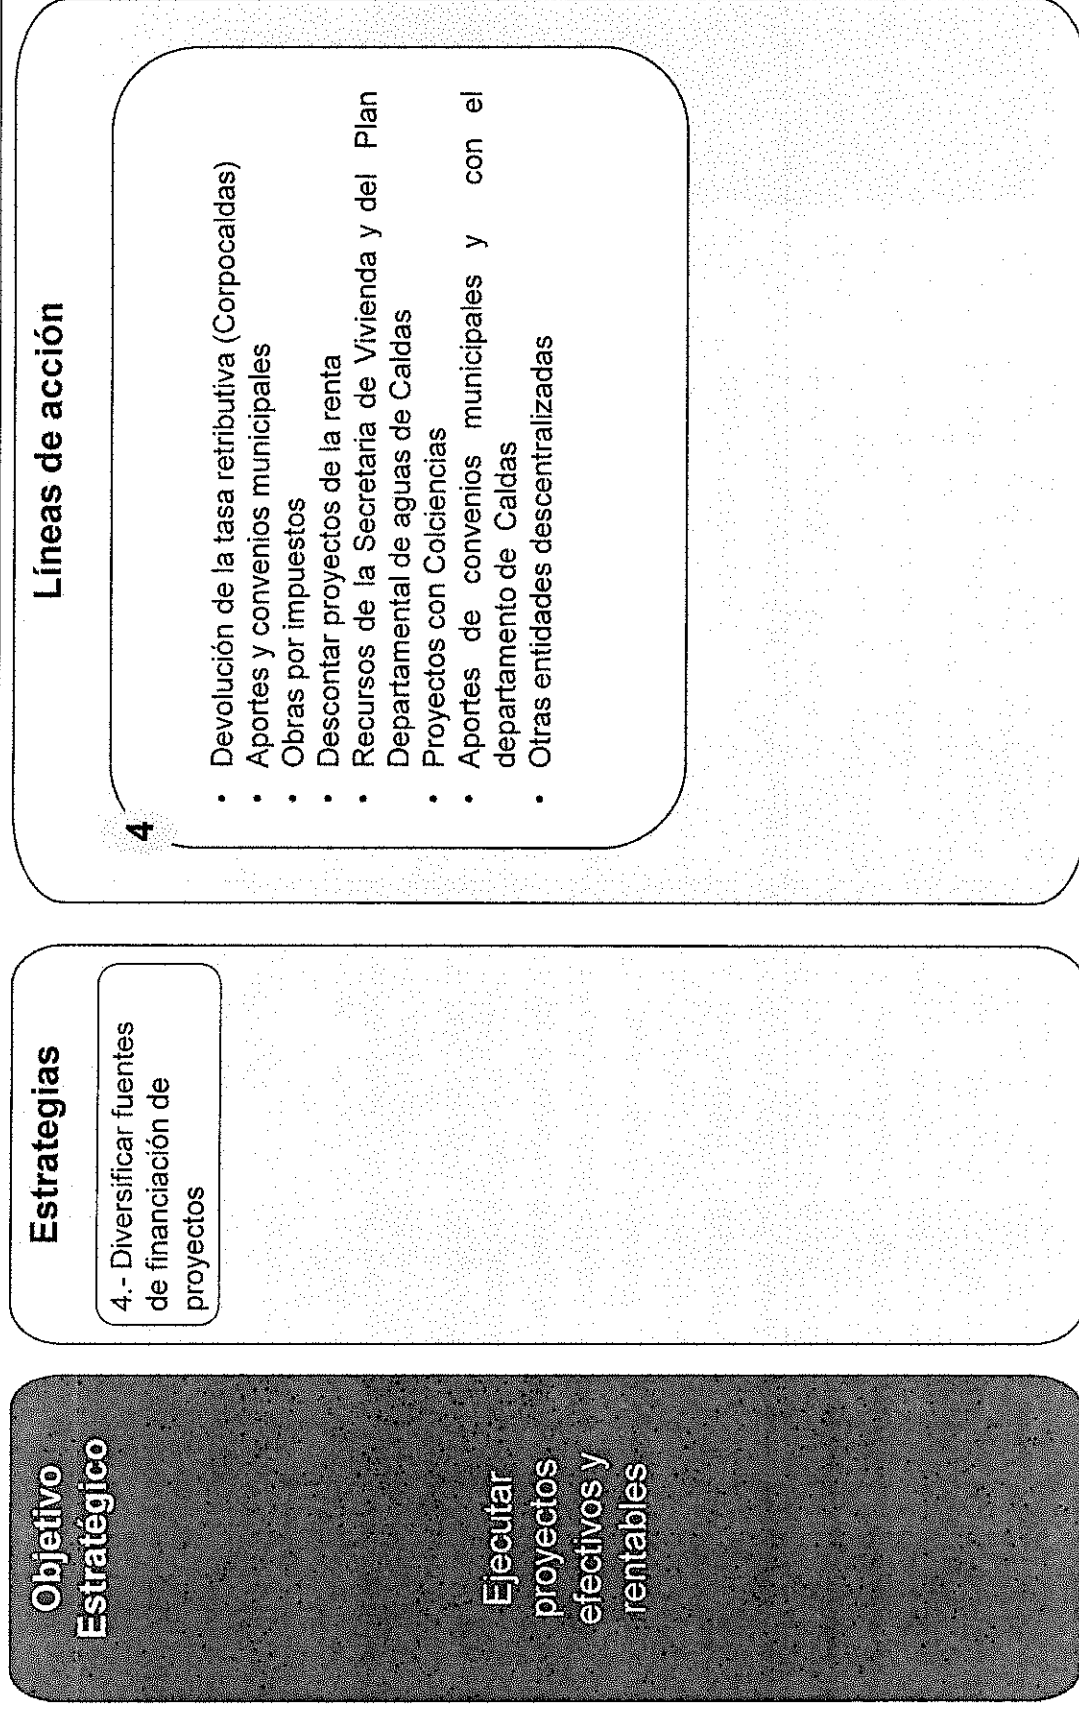 Objetivo
Estratégico
Ejecutar
proyectos
efectivos y
rentables
Estrategias
4.- Diversificar fuentes
de financiación de
proyectos
Líneas de acción
4
• Devolución de la tasa retributiva (Corpocaldas)
• Aportes y convenios municipales
• Obras por impuestos
• Descontar proyectos de la renta
• Recursos de la Secretaria de Vivienda y del Plan
Departamental de aguas de Caldas
• Proyectos con Colciencias
• Aportes de convenios municipales y con el
departamento de Caldas
• Otras entidades descentralizadas